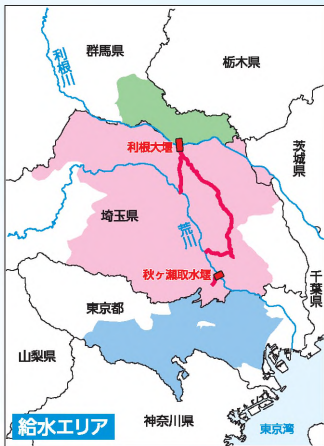 群馬県
栃木県
利根川
利根大堰
茨城県
埼玉県
荒川
秋ヶ瀬取水堰
千葉県
東京都
山梨県
神奈川県
東京湾
給水エリア